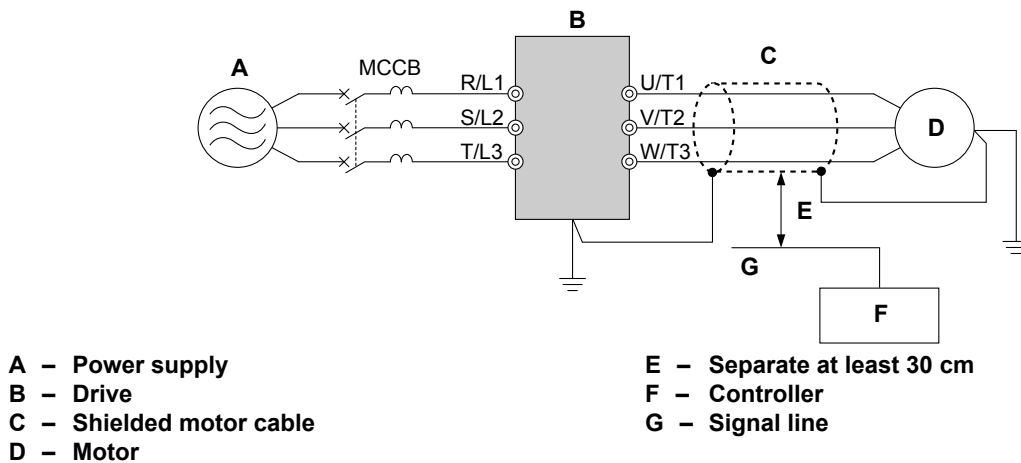 B
A
MCCB
C
R/L1
U/T1
S/L2
V/T2
D
T/L3
W/T3
E
G
F
A – Power supply
B – Drive
C – Shielded motor cable
D – Motor
E – Separate at least 30 cm
F – Controller
G – Signal line